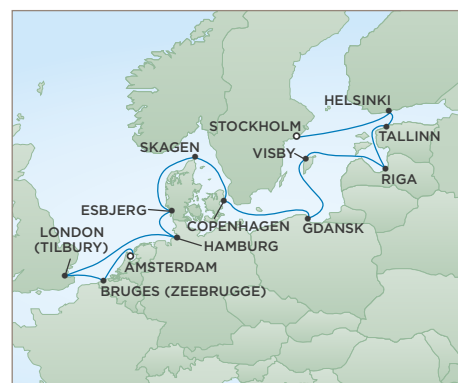 HELSINKI
STOCKHOLM
TALLINN
SKAGEN
VISBY
RIGA
ESBJERG
COPENHAGEN
GDANSK
LONDON
(TILBURY)
HAMBURG
AMSTERDAM
BRUGES (ZEEBRUGGE)